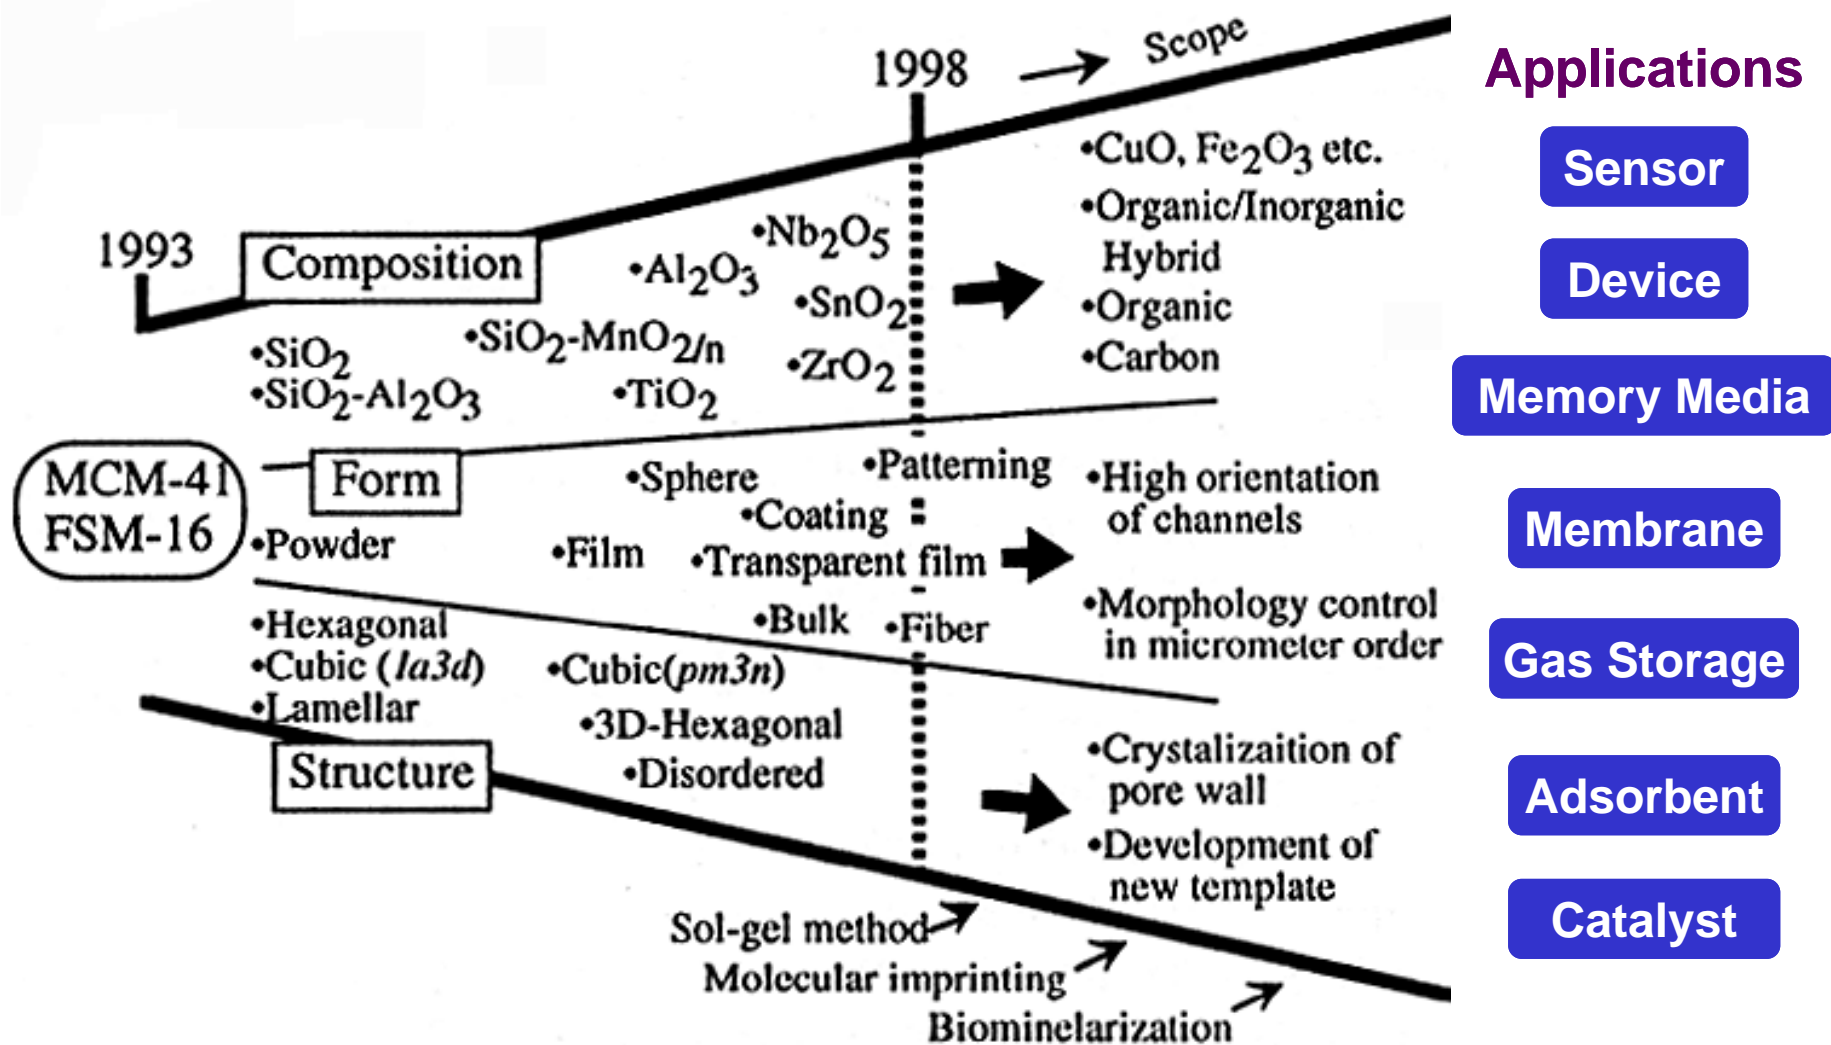 1998
Scope
Applications
•CuO, Fe2O3 etc.
Sensor
•Organic/Inorganic
Hybrid
1993
Composition
•Nb2O5
•Al2O3
•SnO2
•Organic
Device
•SiO2-MnO2/n
•SiO2
•ZrO2
•Carbon
•SiO2-Al2O3
•TiO2
Memory Media
MCM-41
FSM-16
Form
•Sphere
•Patterning
•High orientation
of channels
•Coating
Membrane
•Powder
•Film
•Transparent film
•Morphology control
in micrometer order
•Bulk
•Fiber
•Hexagonal
•Cubic (Ia3d)
•Cubic(pm3n)
Gas Storage
•Lamellar
•3D-Hexagonal
Structure
•Disordered
•Crystalizaition of
pore wall
Adsorbent
•Development of
new template
Sol-gel method
Catalyst
Molecular imprinting
Biominelarization